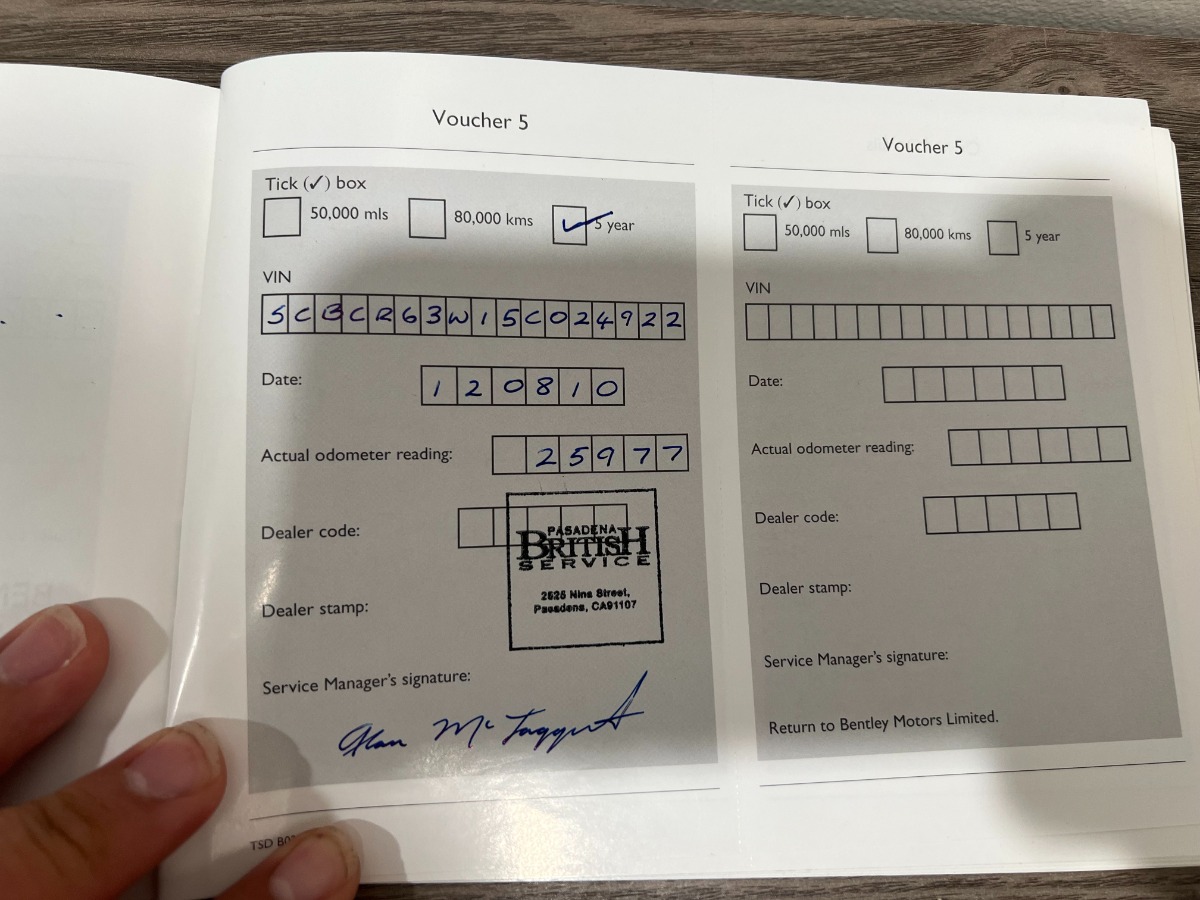 Voucher 5
Tick (✓) box
50,000 mls 80,000 kms ✓ 5 year
VIN
SCBCR63W15C024922
Date: 120810
Actual odometer reading: 25977
Dealer code:
PASADENA
BRITISH
SERVICE
2525 Nina Street,
Pasadena, CA91107
Dealer stamp:
Service Manager's signature:
Alan McTaggart
TSD B0
Voucher 5
Tick (✓) box
50,000 mls 80,000 kms 5 year
VIN
Date:
Actual odometer reading:
Dealer code:
Dealer stamp:
Service Manager's signature:
Return to Bentley Motors Limited.